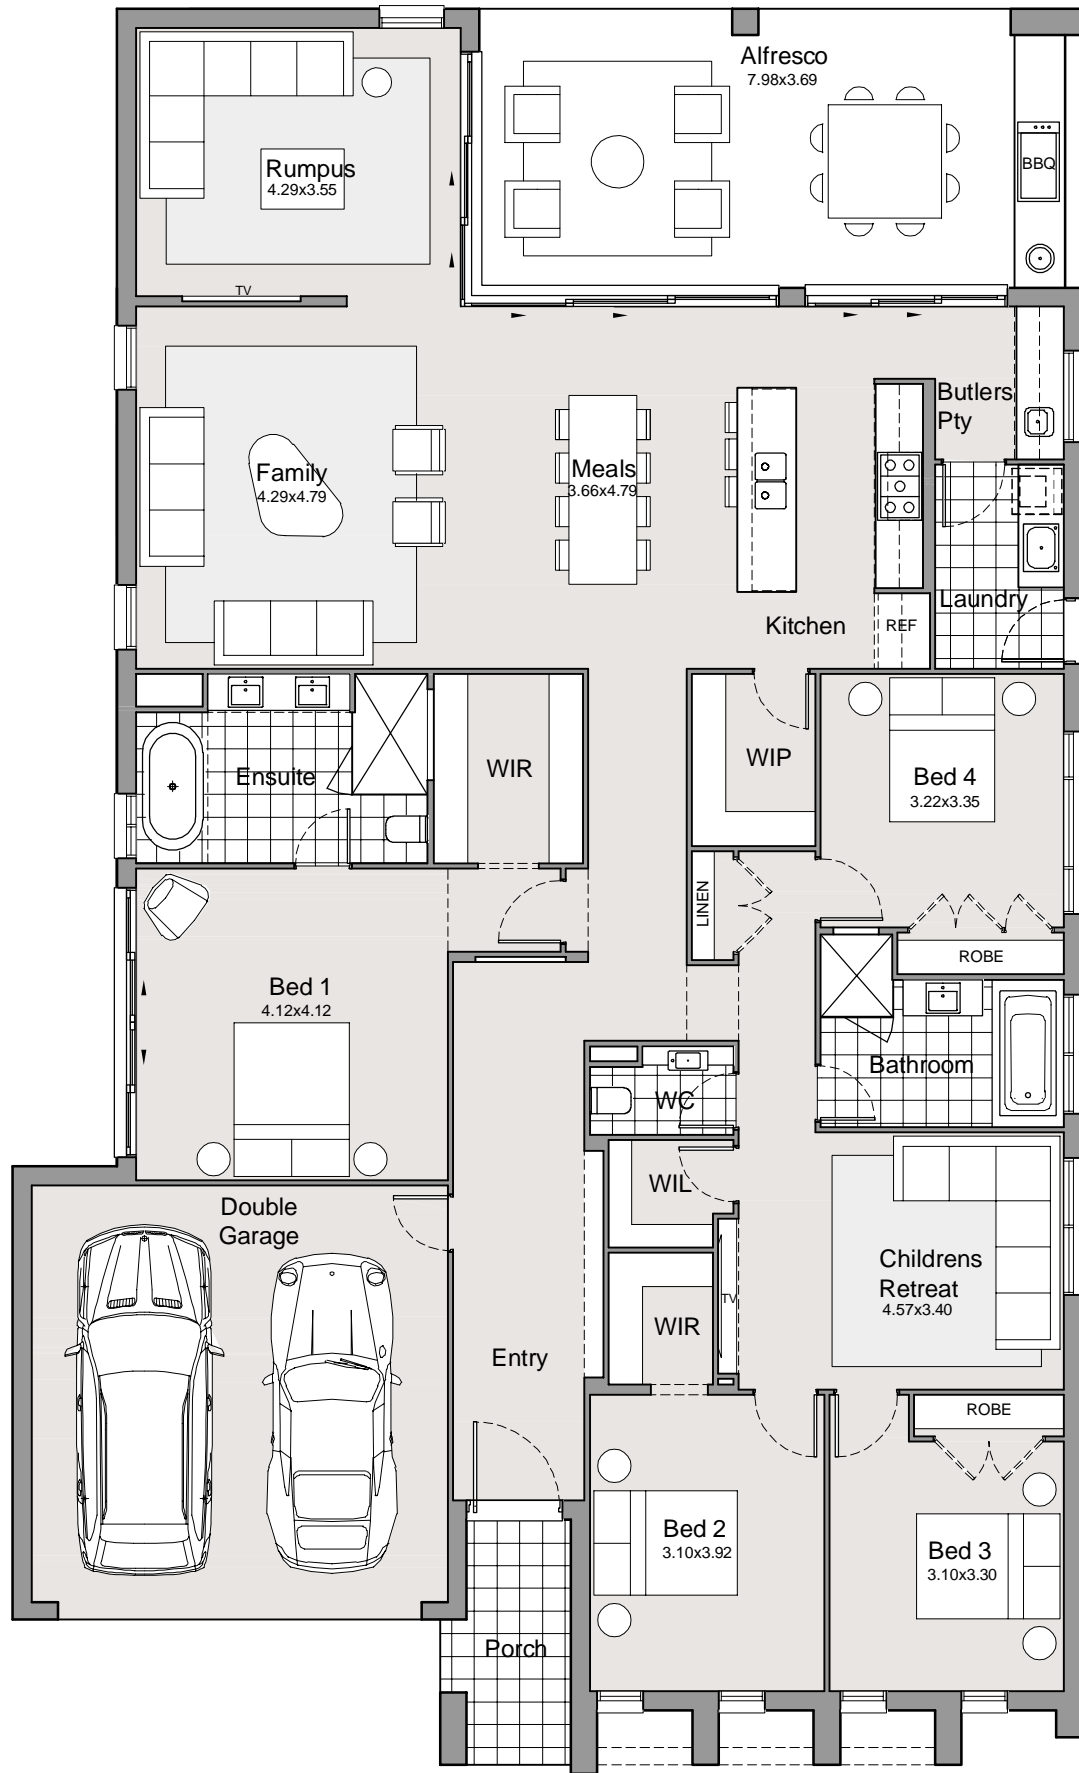 Alfresco
7.98x3.69
BBQ
Rumpus
4.29x3.55
TV
Butlers
Pty
Family
4.29x4.79
Meals
3.66x4.79
Laundry
Kitchen
REF
Ensuite
WIR
WIP
Bed 4
3.22x3.35
LINEN
ROBE
Bed 1
4.12x4.12
Bathroom
WC
WIL
Double
Garage
Childrens
Retreat
4.57x3.40
TV
WIR
Entry
ROBE
Bed 2
3.10x3.92
Bed 3
3.10x3.30
Porch